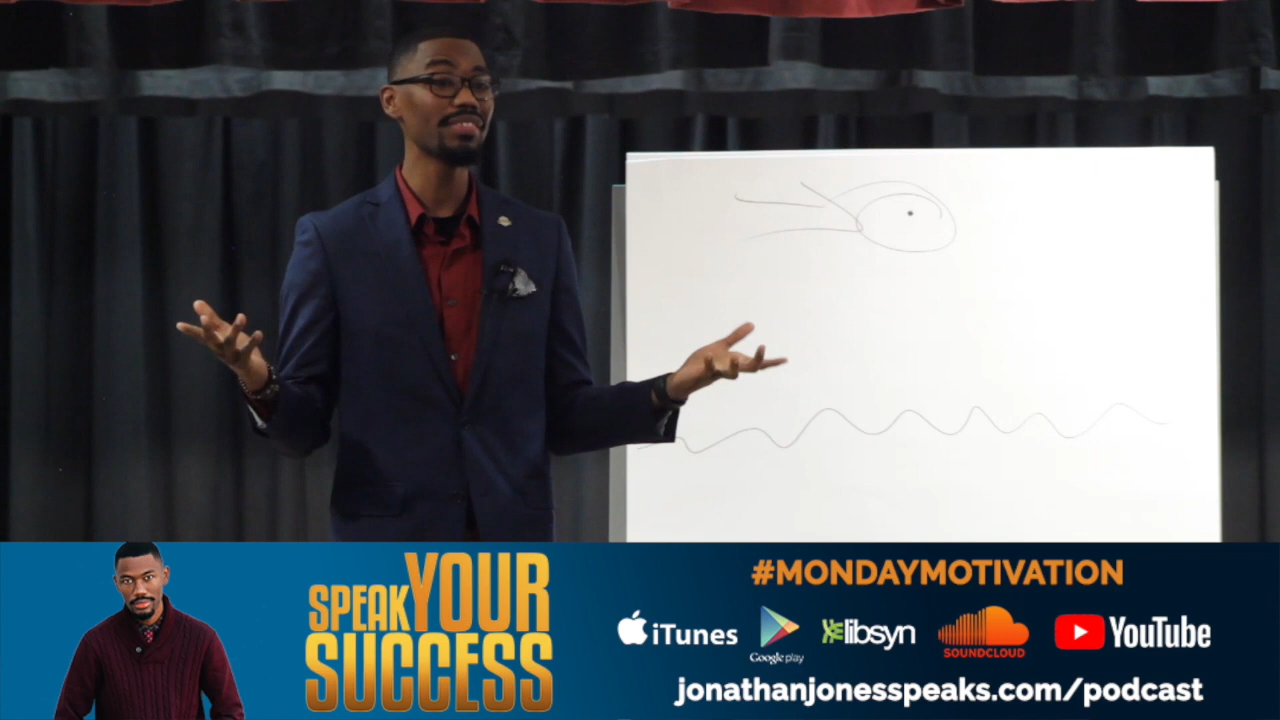 SPEAK YOUR
SUCCESS
#MONDAYMOTIVATION
iTunes
Google play
libsyn
SOUNDCLOUD
YouTube
jonathanjonesspeaks.com/podcast